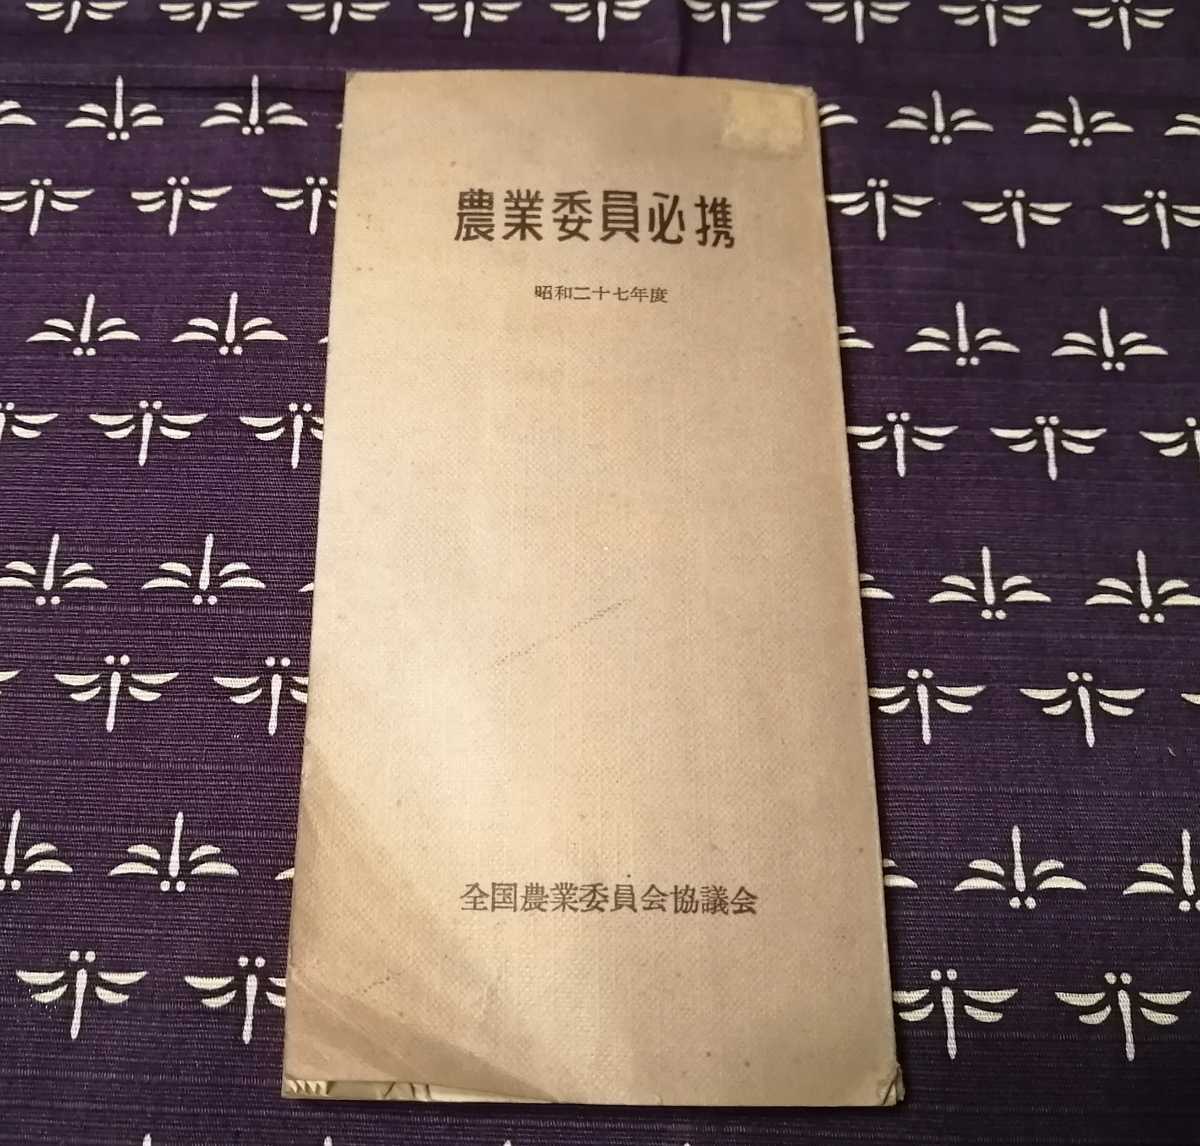 農業委員必携
昭和二十七年度
全国農業委員会協議会